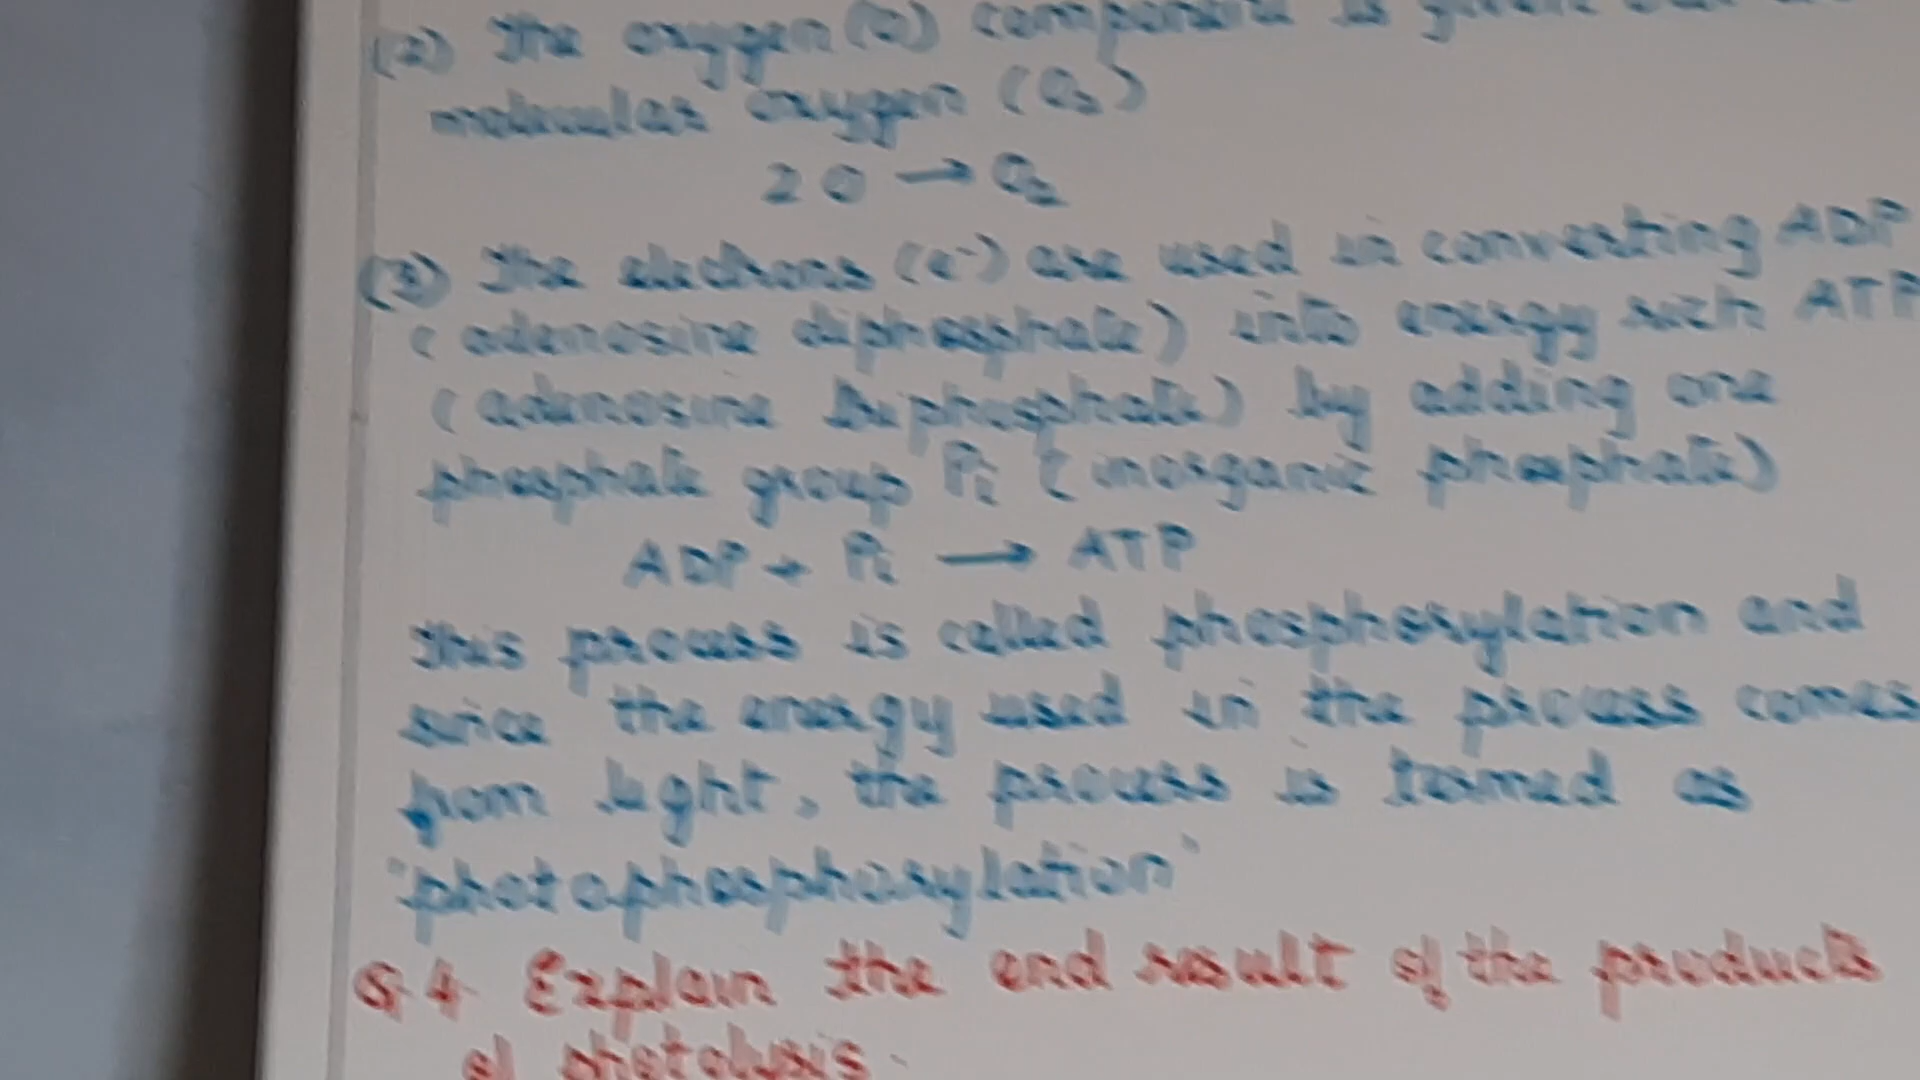 (2) The oxygen (O) component is given out as
molecular oxygen (O₂)
2 O → O₂
(3) The electrons (e⁻) are used in converting ADP
(adenosine diphosphate) into energy rich ATP
(adenosine triphosphate) by adding one
phosphate group Pi (inorganic phosphate)
ADP + Pi → ATP
This process is called phosphorylation and
since the energy used in the process comes
from light, the process is termed as
"photophosphorylation"
Q.4 Explain the end result of the products
of photolysis.